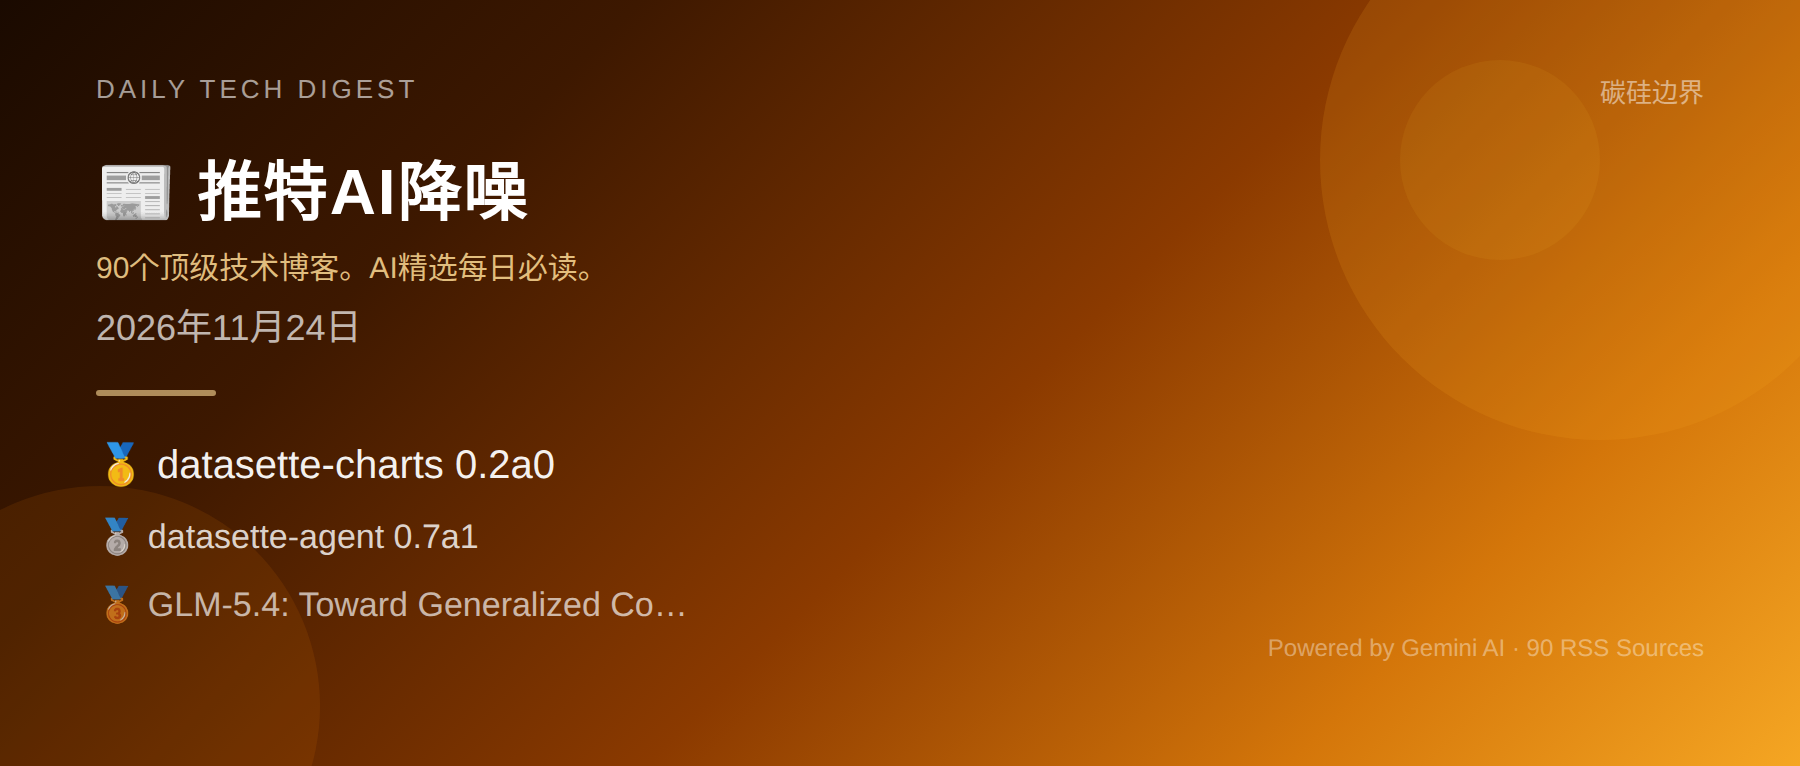 DAILY TECH DIGEST
碳硅边界
📰 推特AI降噪
90个顶级技术博客。AI精选每日必读。
2026年11月24日
🥇 datasette-charts 0.2a0
🥈 datasette-agent 0.7a1
🥉 GLM-5.4: Toward Generalized Co…
Powered by Gemini AI · 90 RSS Sources